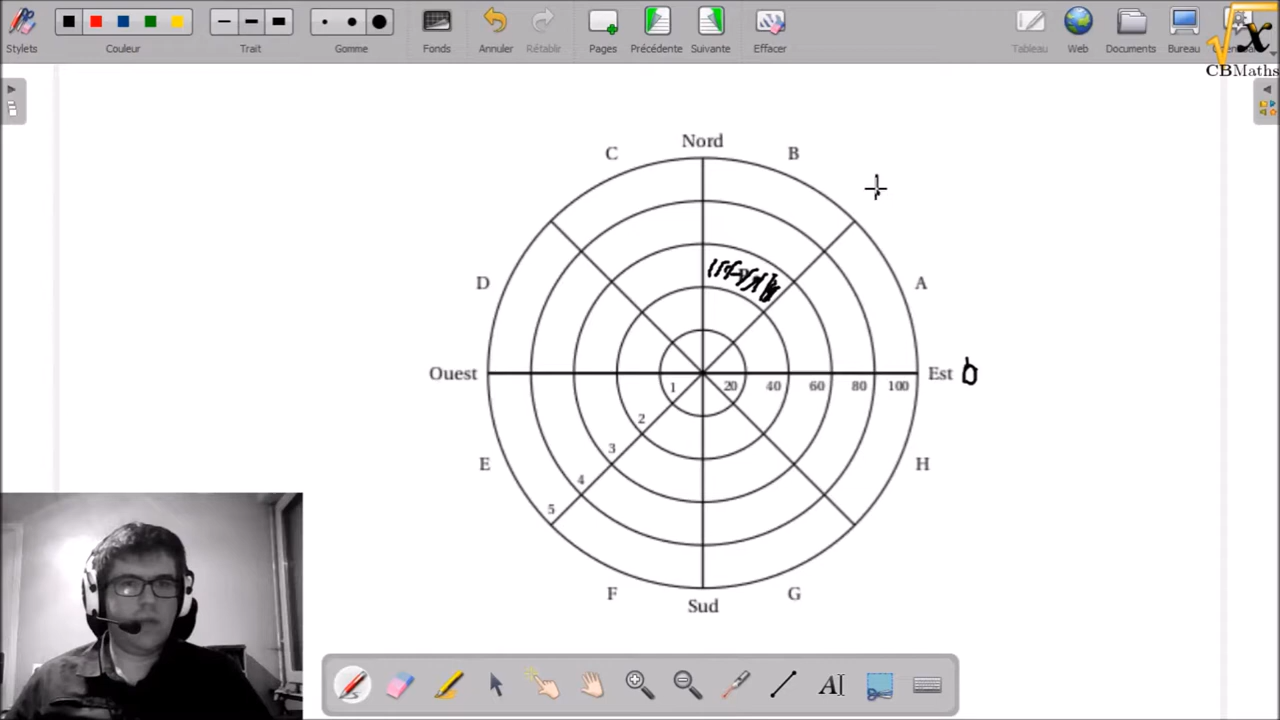 Stylets Couleur Trait Gomme Fonds Annuler Rétablir Pages Précédente Suivante Effacer Tableau Web Documents Bureau
√x
CBMaths
Nord
C B
D A
Ouest Est 0
1 20 40 60 80 100
2
3
4
5
E H
F G
Sud
AI